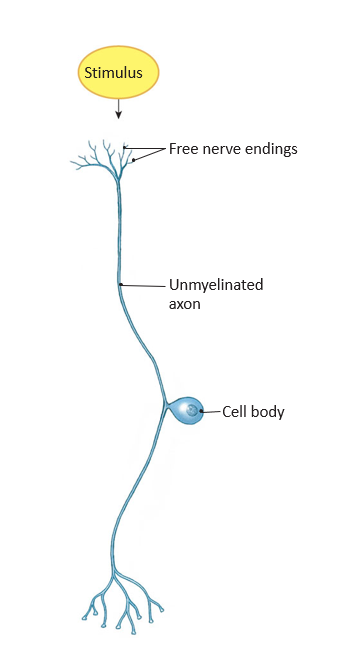 Stimulus
Free nerve endings
Unmyelinated
axon
Cell body